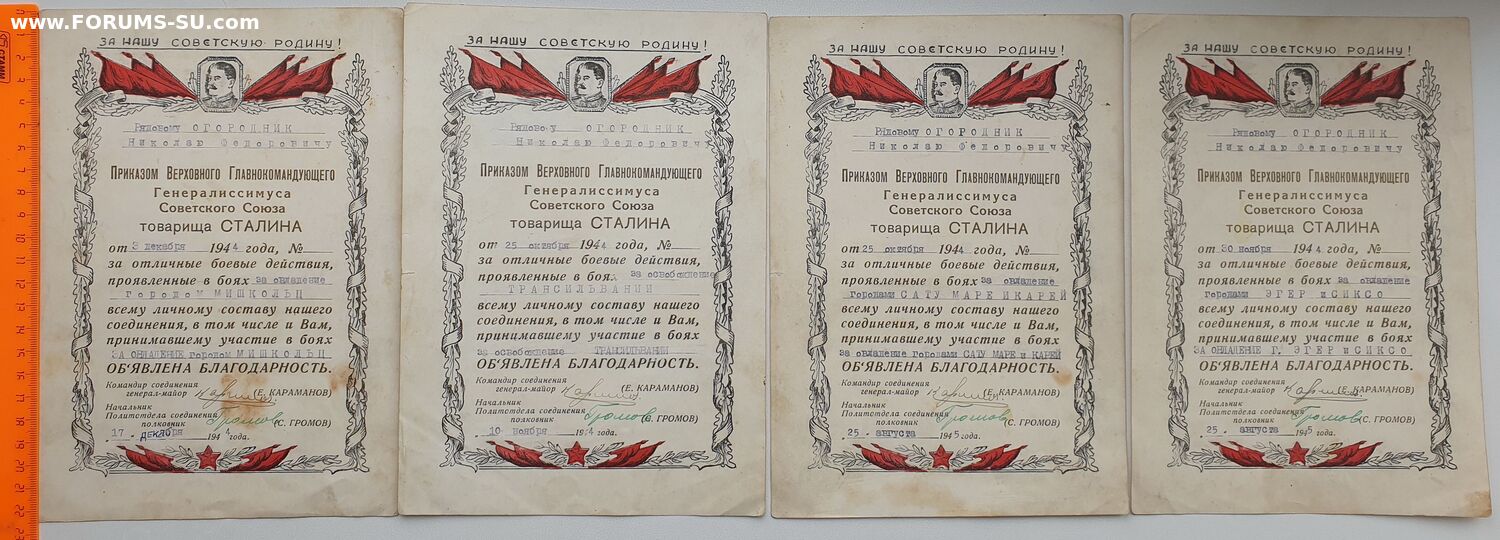 www.FORUMS-SU.com
ЗА НАШУ СОВЕТСКУЮ РОДИНУ!
Рядовому ОГОРОДНИК
Николаю Федоровичу
ПРИКАЗОМ ВЕРХОВНОГО ГЛАВНОКОМАНДУЮЩЕГО
Генералиссимуса
Советского Союза
товарища СТАЛИНА
от 3 декабря 1944 года, №
за отличные боевые действия,
проявленные в боях за овладение
городом МИШКОЛЬЦ
всему личному составу нашего
соединения, в том числе и Вам,
принимавшему участие в боях
ЗА ОВЛАДЕНИЕ городом МИШКОЛЬЦ
ОБ'ЯВЛЕНА БЛАГОДАРНОСТЬ.
Командир соединения
генерал-майор (Е. КАРАМАНОВ)
Начальник
Политотдела соединения
полковник Громов (С. ГРОМОВ)
17 декабря 1944 года.
ЗА НАШУ СОВЕТСКУЮ РОДИНУ!
Рядовому ОГОРОДНИК
Николаю Федоровичу
ПРИКАЗОМ ВЕРХОВНОГО ГЛАВНОКОМАНДУЮЩЕГО
Генералиссимуса
Советского Союза
товарища СТАЛИНА
от 25 октября 1944 года, №
за отличные боевые действия,
проявленные в боях за освобождение
ТРАНСИЛЬВАНИИ
всему личному составу нашего
соединения, в том числе и Вам,
принимавшему участие в боях
за освобождение ТРАНСИЛЬВАНИИ
ОБ'ЯВЛЕНА БЛАГОДАРНОСТЬ.
Командир соединения
генерал-майор (Е. КАРАМАНОВ)
Начальник
Политотдела соединения
полковник Громов (С. ГРОМОВ)
10 ноября 1944 года.
ЗА НАШУ СОВЕТСКУЮ РОДИНУ!
Рядовому ОГОРОДНИК
Николаю Федоровичу
ПРИКАЗОМ ВЕРХОВНОГО ГЛАВНОКОМАНДУЮЩЕГО
Генералиссимуса
Советского Союза
товарища СТАЛИНА
от 25 октября 1944 года, №
за отличные боевые действия,
проявленные в боях за овладение
городами САТУ МАРЕ И КАРЕЙ
всему личному составу нашего
соединения, в том числе и Вам,
принимавшему участие в боях
за овладение городами САТУ МАРЕ и КАРЕЙ
ОБ'ЯВЛЕНА БЛАГОДАРНОСТЬ.
Командир соединения
генерал-майор (Е. КАРАМАНОВ)
Начальник
Политотдела соединения
полковник Громов (С. ГРОМОВ)
25 августа 1945 года.
ЗА НАШУ СОВЕТСКУЮ РОДИНУ!
Рядовому ОГОРОДНИК
Николаю Федоровичу
ПРИКАЗОМ ВЕРХОВНОГО ГЛАВНОКОМАНДУЮЩЕГО
Генералиссимуса
Советского Союза
товарища СТАЛИНА
от 30 ноября 1944 года, №
за отличные боевые действия,
проявленные в боях за овладение
городами ЭГЕР и СИКСО
всему личному составу нашего
соединения, в том числе и Вам,
принимавшему участие в боях
ЗА ОВЛАДЕНИЕ Г. ЭГЕР и СИКСО
ОБ'ЯВЛЕНА БЛАГОДАРНОСТЬ.
Командир соединения
генерал-майор (Е. КАРАМАНОВ)
Начальник
Политотдела соединения
полковник Громов (С. ГРОМОВ)
25 августа 1945 года.